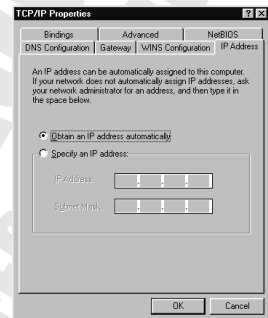 TCP/IP Properties
Bindings Advanced NetBIOS
DNS Configuration Gateway WINS Configuration IP Address
An IP address can be automatically assigned to this computer.
If your network does not automatically assign IP addresses, ask
your network administrator for an address, and then type it in
the space below.
Obtain an IP address automatically
Specify an IP address:
IP Address:
Subnet Mask:
OK Cancel